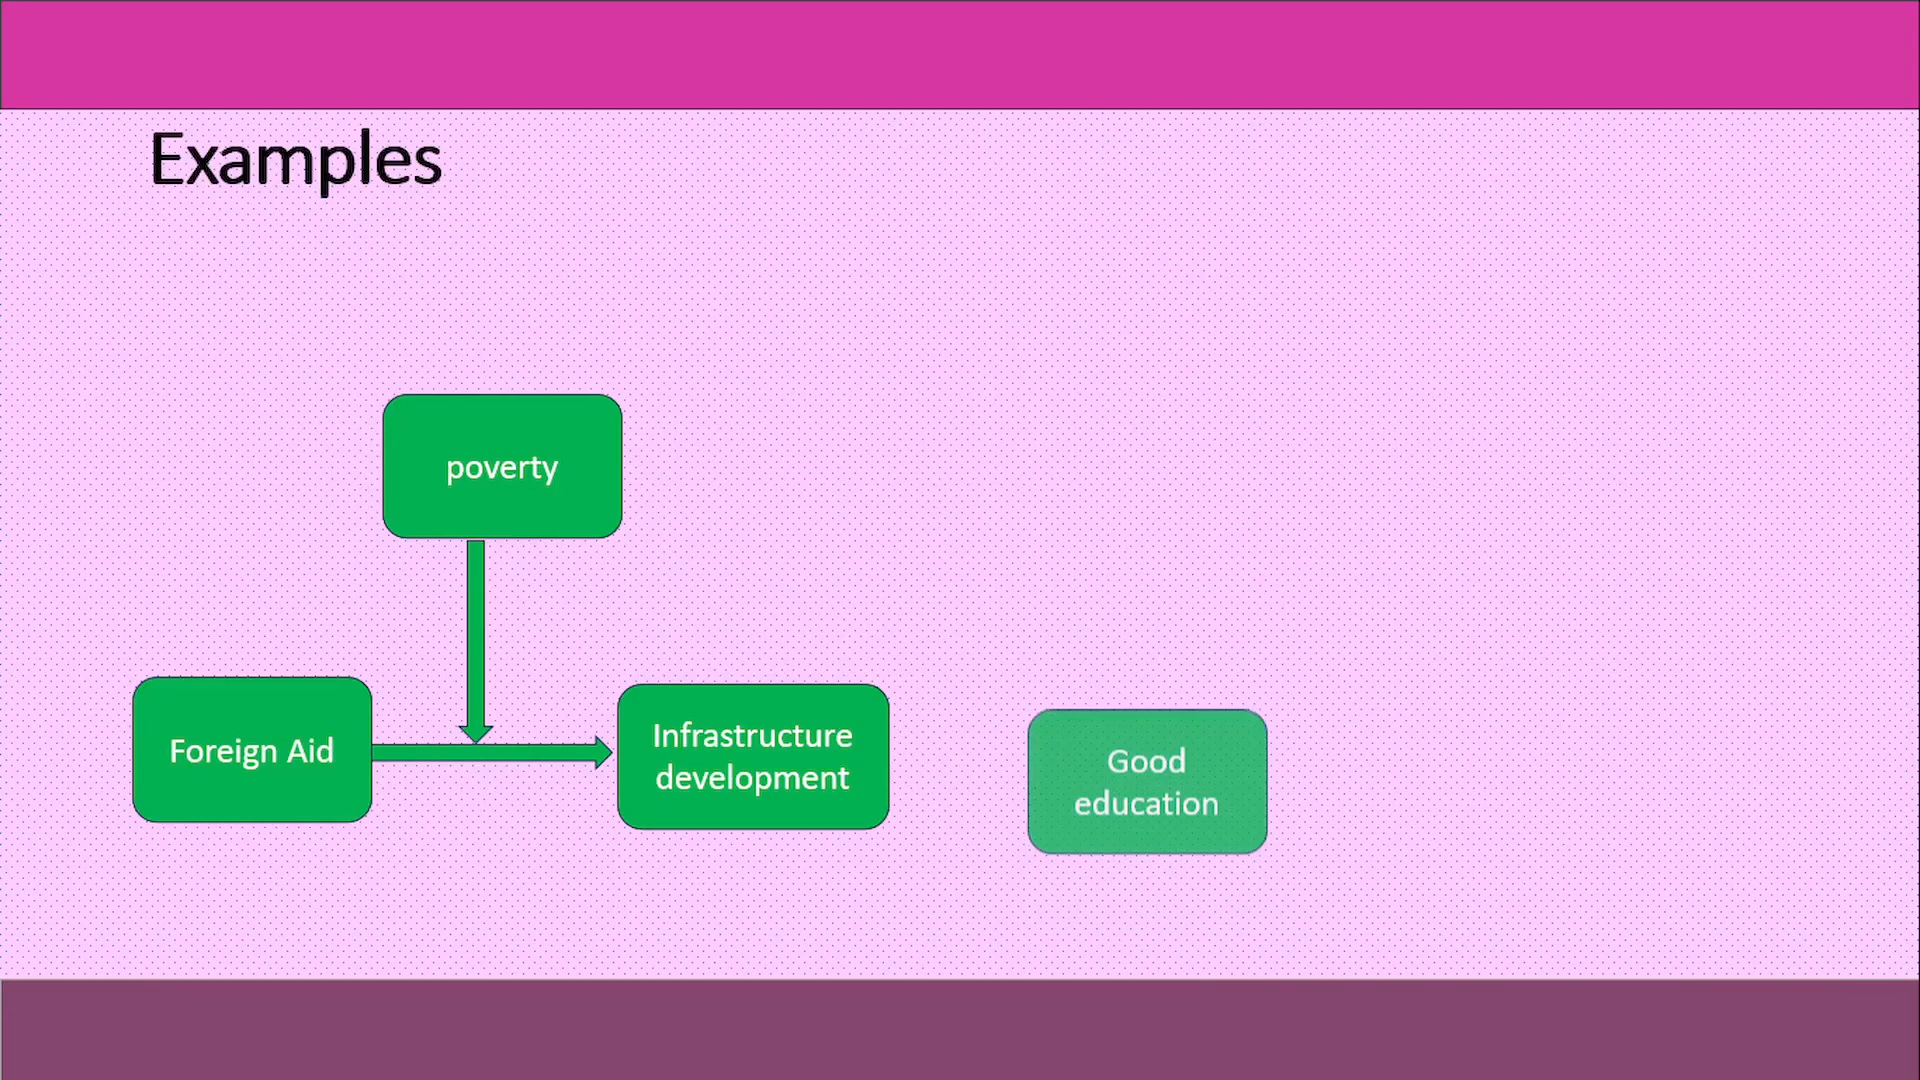 Examples
poverty
Foreign Aid
Infrastructure
development
Good
education